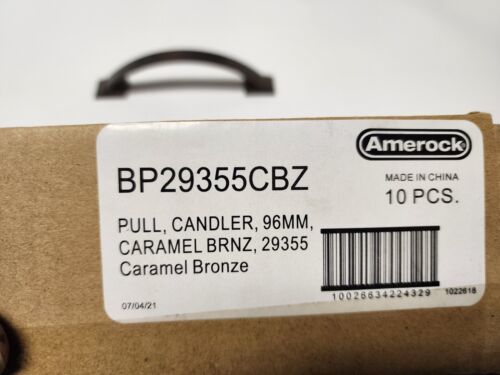 Amerock
BP29355CBZ
MADE IN CHINA
10 PCS.
PULL, CANDLER, 96MM,
CARAMEL BRNZ, 29355
Caramel Bronze
07/04/21
10026634224329
1022618